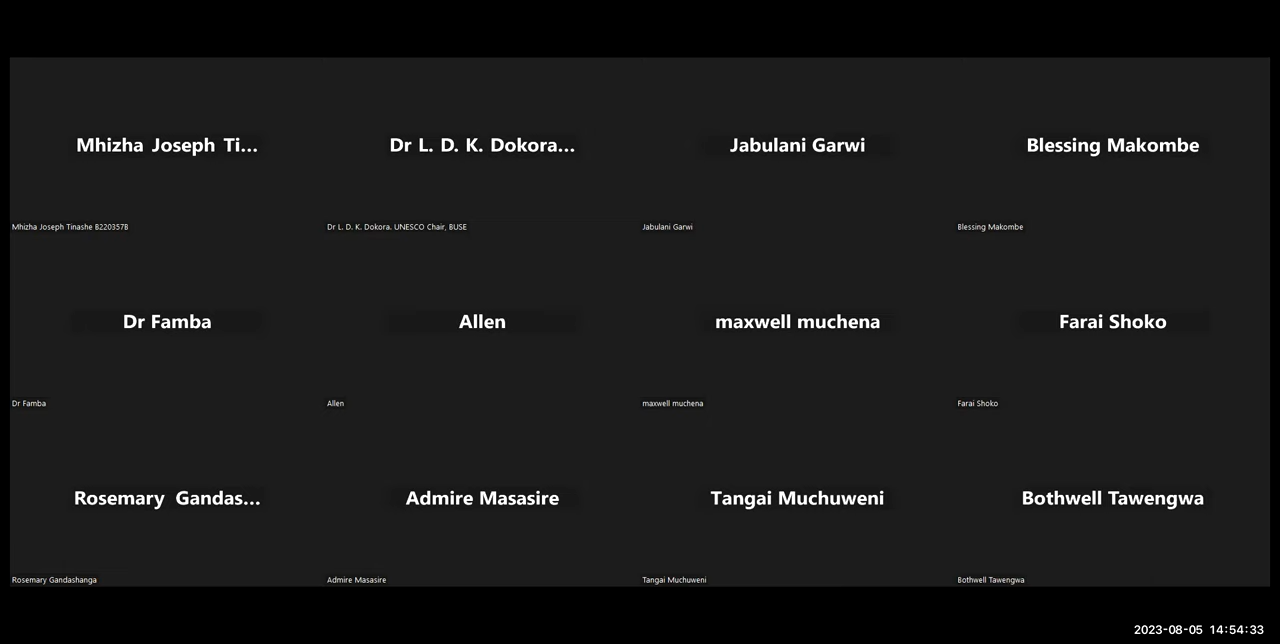 Mhizha Joseph Ti...
Dr L. D. K. Dokora...
Jabulani Garwi
Blessing Makombe
Mhizha Joseph Tinashe B220357B
Dr L. D. K. Dokora. UNESCO Chair, BUSE
Jabulani Garwi
Blessing Makombe
Dr Famba
Allen
maxwell muchena
Farai Shoko
Dr Famba
Allen
maxwell muchena
Farai Shoko
Rosemary Gandas...
Admire Masasire
Tangai Muchuweni
Bothwell Tawengwa
Rosemary Gandashanga
Admire Masasire
Tangai Muchuweni
Bothwell Tawengwa
2023-08-05 14:54:33